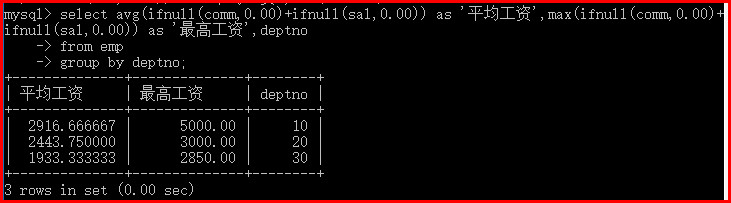 mysql> select avg(ifnull(comm,0.00)+ifnull(sal,0.00)) as '平均工资',max(ifnull(comm,0.00)+
ifnull(sal,0.00)) as '最高工资',deptno
    -> from emp
    -> group by deptno;
+--------------+--------------+--------+
| 平均工资     | 最高工资     | deptno |
+--------------+--------------+--------+
|  2916.666667 |      5000.00 |     10 |
|  2443.750000 |      3000.00 |     20 |
|  1933.333333 |      2850.00 |     30 |
+--------------+--------------+--------+
3 rows in set (0.00 sec)